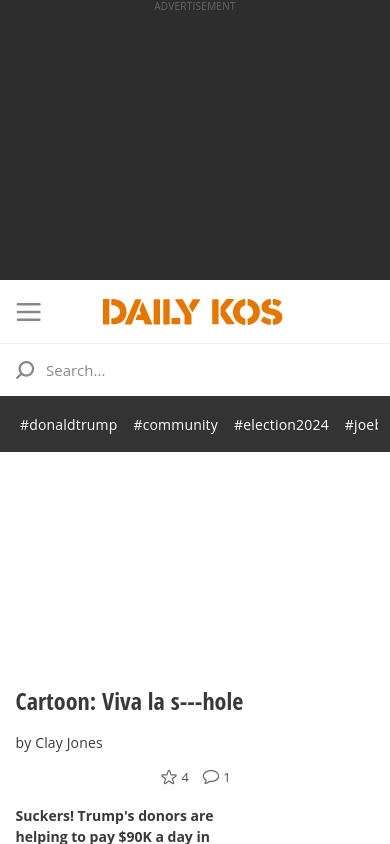 ADVERTISEMENT
DAILY KOS
Search...
#donaldtrump #community #election2024 #joeb
Cartoon: Viva la s---hole
by Clay Jones
4 1
Suckers! Trump's donors are
helping to pay $90K a day in